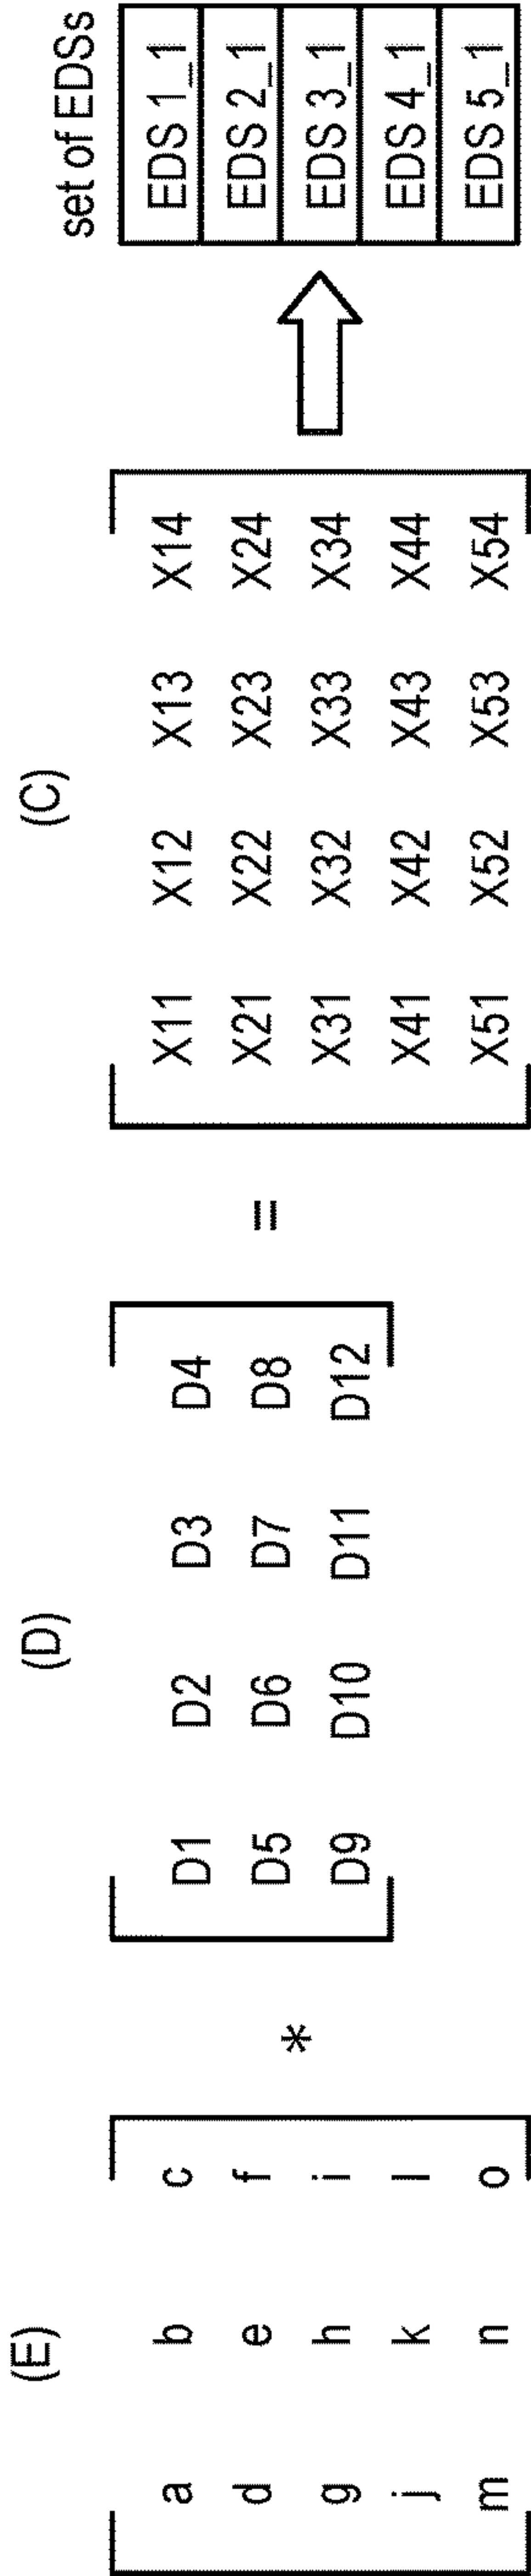 (E) (D) (C) set of EDSs
a b c D1 D2 D3 D4 X11 X12 X13 X14 EDS 1_1
d e f D5 D6 D7 D8 X21 X22 X23 X24 EDS 2_1
g h i * D9 D10 D11 D12 = X31 X32 X33 X34 EDS 3_1
j k l X41 X42 X43 X44 EDS 4_1
m n o X51 X52 X53 X54 EDS 5_1